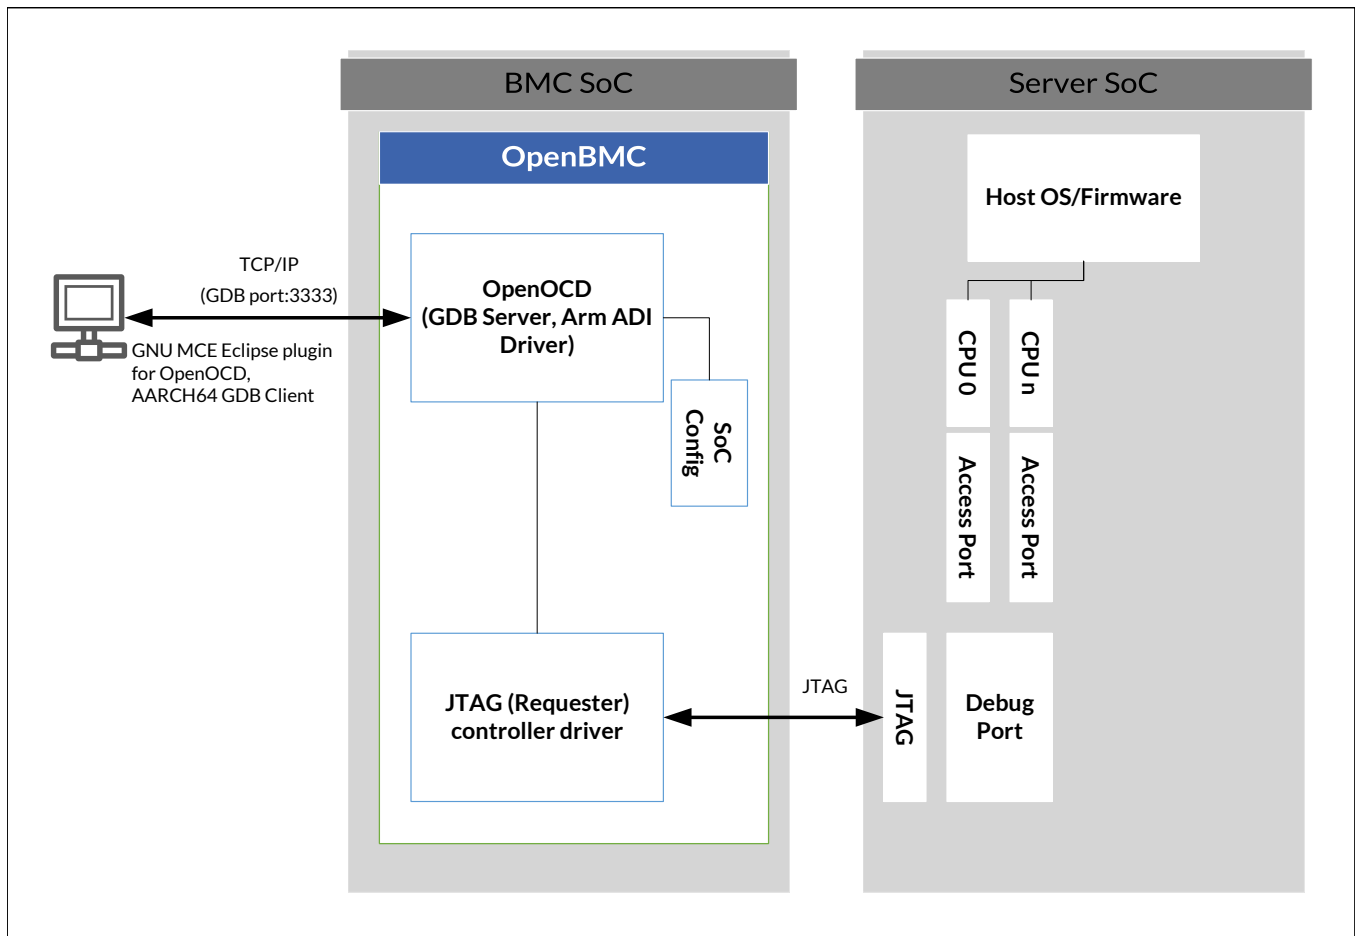 BMC SoC
Server SoC
OpenBMC
Host OS/Firmware
TCP/IP
(GDB port:3333)
OpenOCD
(GDB Server, Arm ADI
Driver)
GNU MCE Eclipse plugin
for OpenOCD,
AARCH64 GDB Client
SoC
Config
CPU 0
CPU n
Access Port
Access Port
JTAG (Requester)
controller driver
JTAG
JTAG
Debug
Port